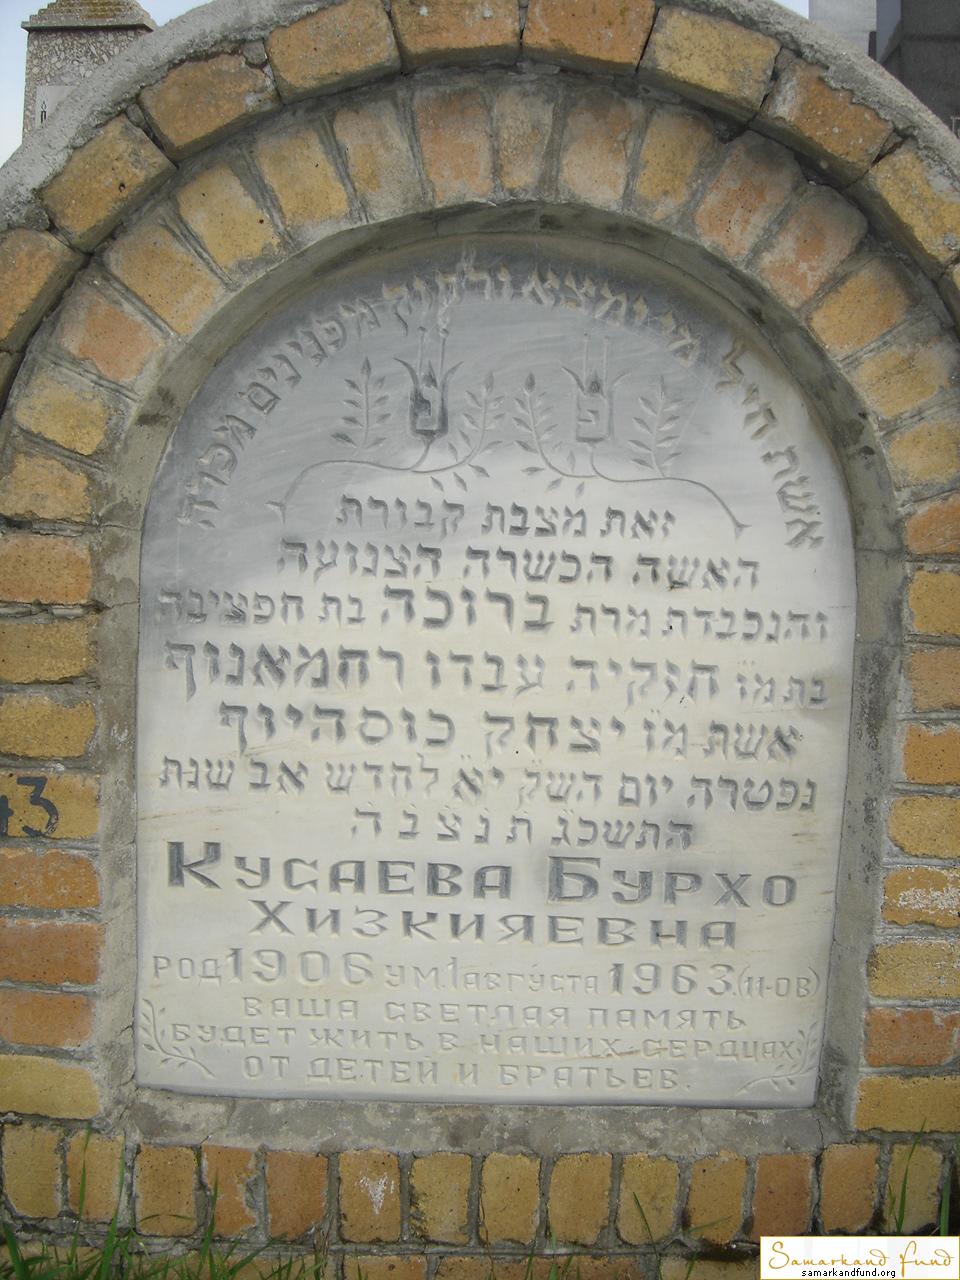 אשת חיל מי ימצא ורחוק מפנינים מכרה
פ נ
זאת מצבת קבורת
האשה הכשרה הצנועה
והנכבדת מרת ברוכה בת חפציבה
בת מו חזקיה עבדו רחמאנוף
אשת מו יצחק כוסהיוף
נפטרה יום השק יא לחדש אב שנת
התשכג ת נ צ ב ה
Кусаева Бурхо
Хизкияевна
род 1906 ум. 1 августа 1963. (11-ов)
ваша светлая память
будет жить в наших сердцах
от детей и братьев.
43
Samarkand fund
samarkandfund.org